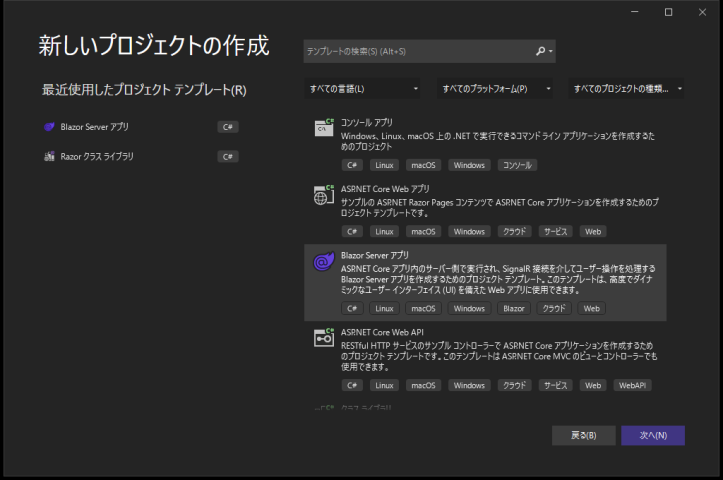 新しいプロジェクトの作成
最近使用したプロジェクト テンプレート(R)
Blazor Server アプリ C#
Razor クラス ライブラリ C#
テンプレートの検索(S) (Alt+S)
すべての言語(L) すべてのプラットフォーム(P) すべてのプロジェクトの種類...
コンソール アプリ
Windows、Linux、macOS 上の .NET で実行できるコマンド ライン アプリケーションを作成するた
めのプロジェクト
C# Linux macOS Windows コンソール
ASP.NET Core Web アプリ
サンプルの ASP.NET Razor Pages コンテンツで ASP.NET Core アプリケーションを作成するためのプ
ロジェクト テンプレートです。
C# Linux macOS Windows クラウド サービス Web
Blazor Server アプリ
ASP.NET Core アプリ内のサーバー側で実行され、SignalR 接続を介してユーザー操作を処理する
Blazor Server アプリを作成するためのプロジェクト テンプレート。このテンプレートは、高度でダイナ
ミックなユーザー インターフェイス (UI) を備えた Web アプリに使用できます。
C# Linux macOS Windows Blazor クラウド Web
ASP.NET Core Web API
RESTful HTTP サービスのサンプル コントローラーで ASP.NET Core アプリケーションを作成するため
のプロジェクト テンプレートです。このテンプレートは ASP.NET Core MVC のビューとコントローラーでも
使用できます。
C# Linux macOS Windows クラウド サービス Web WebAPI
クラス ライブラリ
戻る(B) 次へ(N)